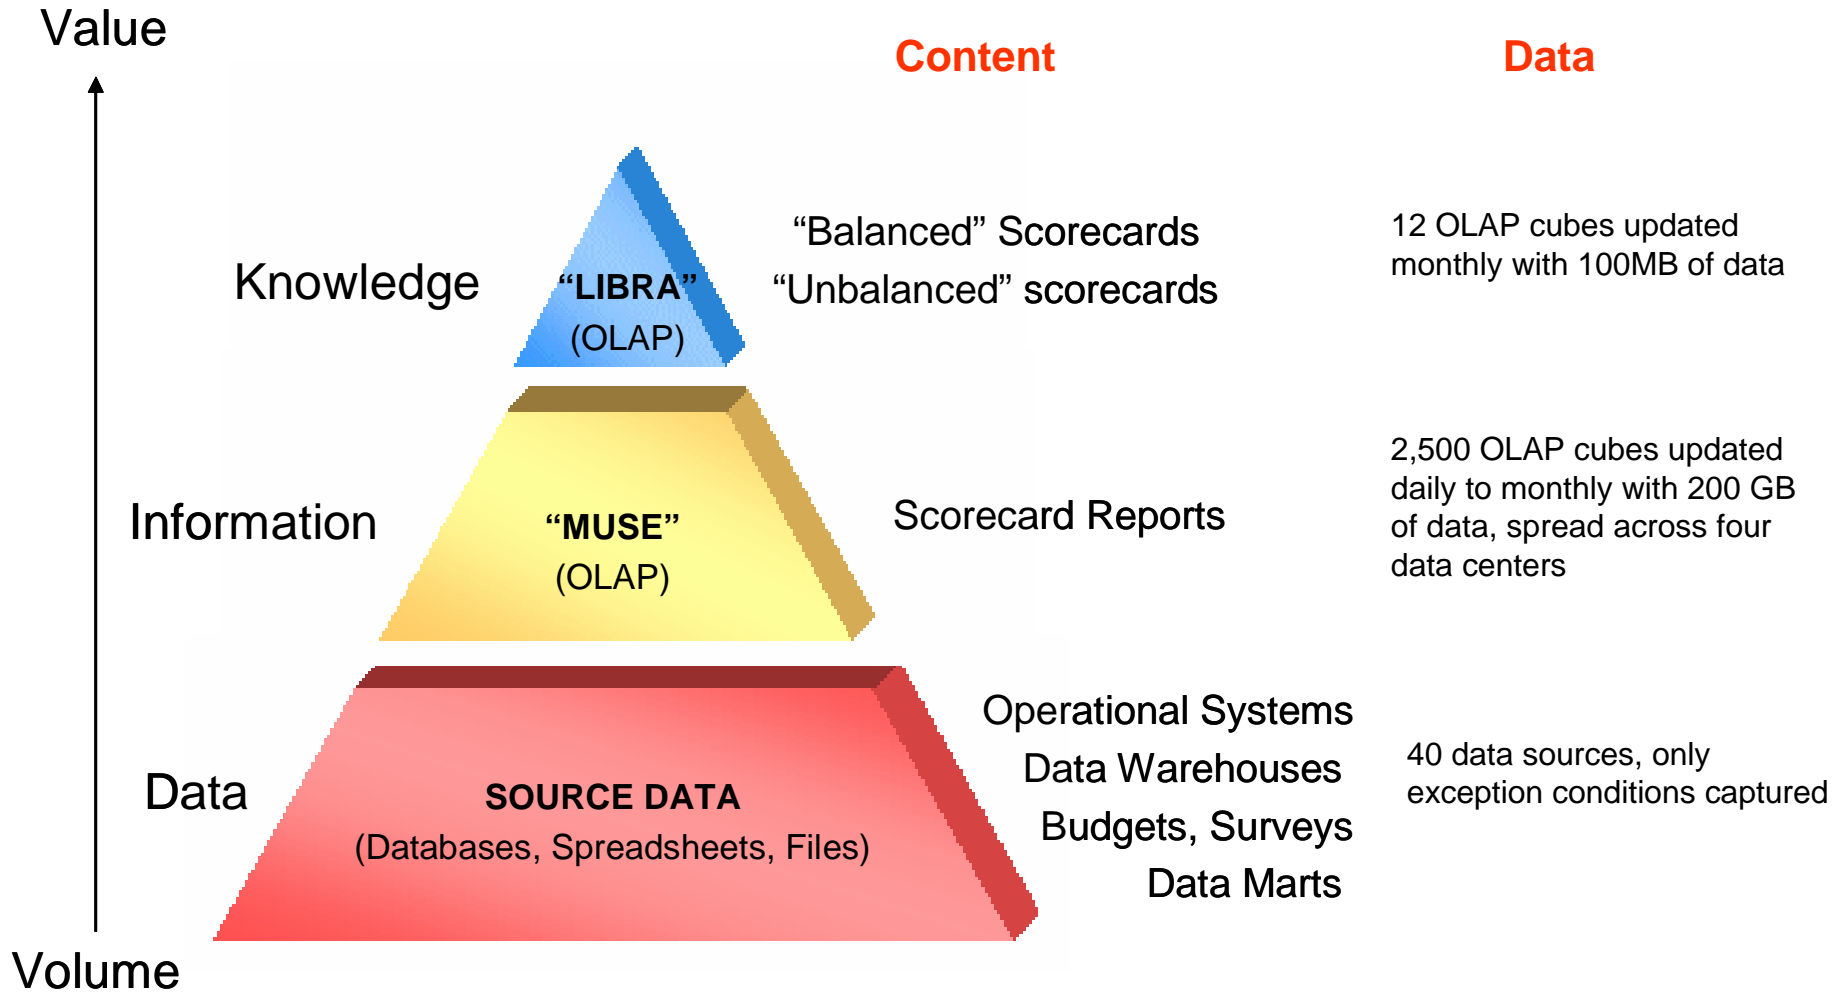 Value
Content
Data
Knowledge
“LIBRA”
(OLAP)
“Balanced” Scorecards
“Unbalanced” scorecards
12 OLAP cubes updated
monthly with 100MB of data
Information
“MUSE”
(OLAP)
Scorecard Reports
2,500 OLAP cubes updated
daily to monthly with 200 GB
of data, spread across four
data centers
Data
SOURCE DATA
(Databases, Spreadsheets, Files)
Operational Systems
Data Warehouses
Budgets, Surveys
Data Marts
40 data sources, only
exception conditions captured
Volume